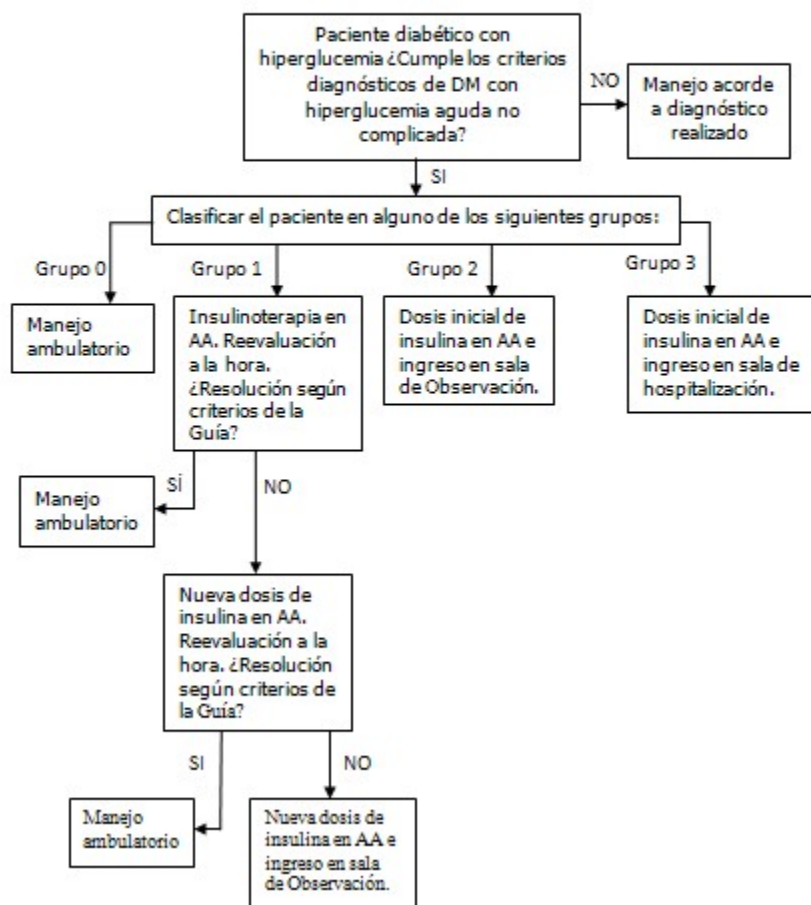 Paciente diabético con
hiperglucemia ¿Cumple los criterios
diagnósticos de DM con
hiperglucemia aguda no
complicada?
NO
Manejo acorde
a diagnóstico
realizado
SI
Clasificar el paciente en alguno de los siguientes grupos:
Grupo 0
Grupo 1
Grupo 2
Grupo 3
Manejo
ambulatorio
Insulinoterapia en
AA. Reevaluación
a la hora.
¿Resolución según
criterios de la
Guía?
Dosis inicial de
insulina en AA e
ingreso en sala
de Observación.
Dosis inicial de
insulina en AA e
ingreso en sala de
hospitalización.
SÍ
NO
Manejo
ambulatorio
Nueva dosis de
insulina en AA.
Reevaluación a la
hora. ¿Resolución
según criterios de
la Guía?
SI
NO
Manejo
ambulatorio
Nueva dosis de
insulina en AA e
ingreso en sala
de Observación.